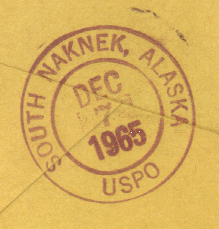 SOUTH NAKNEK, ALASKA
DEC
7
1965
USPO